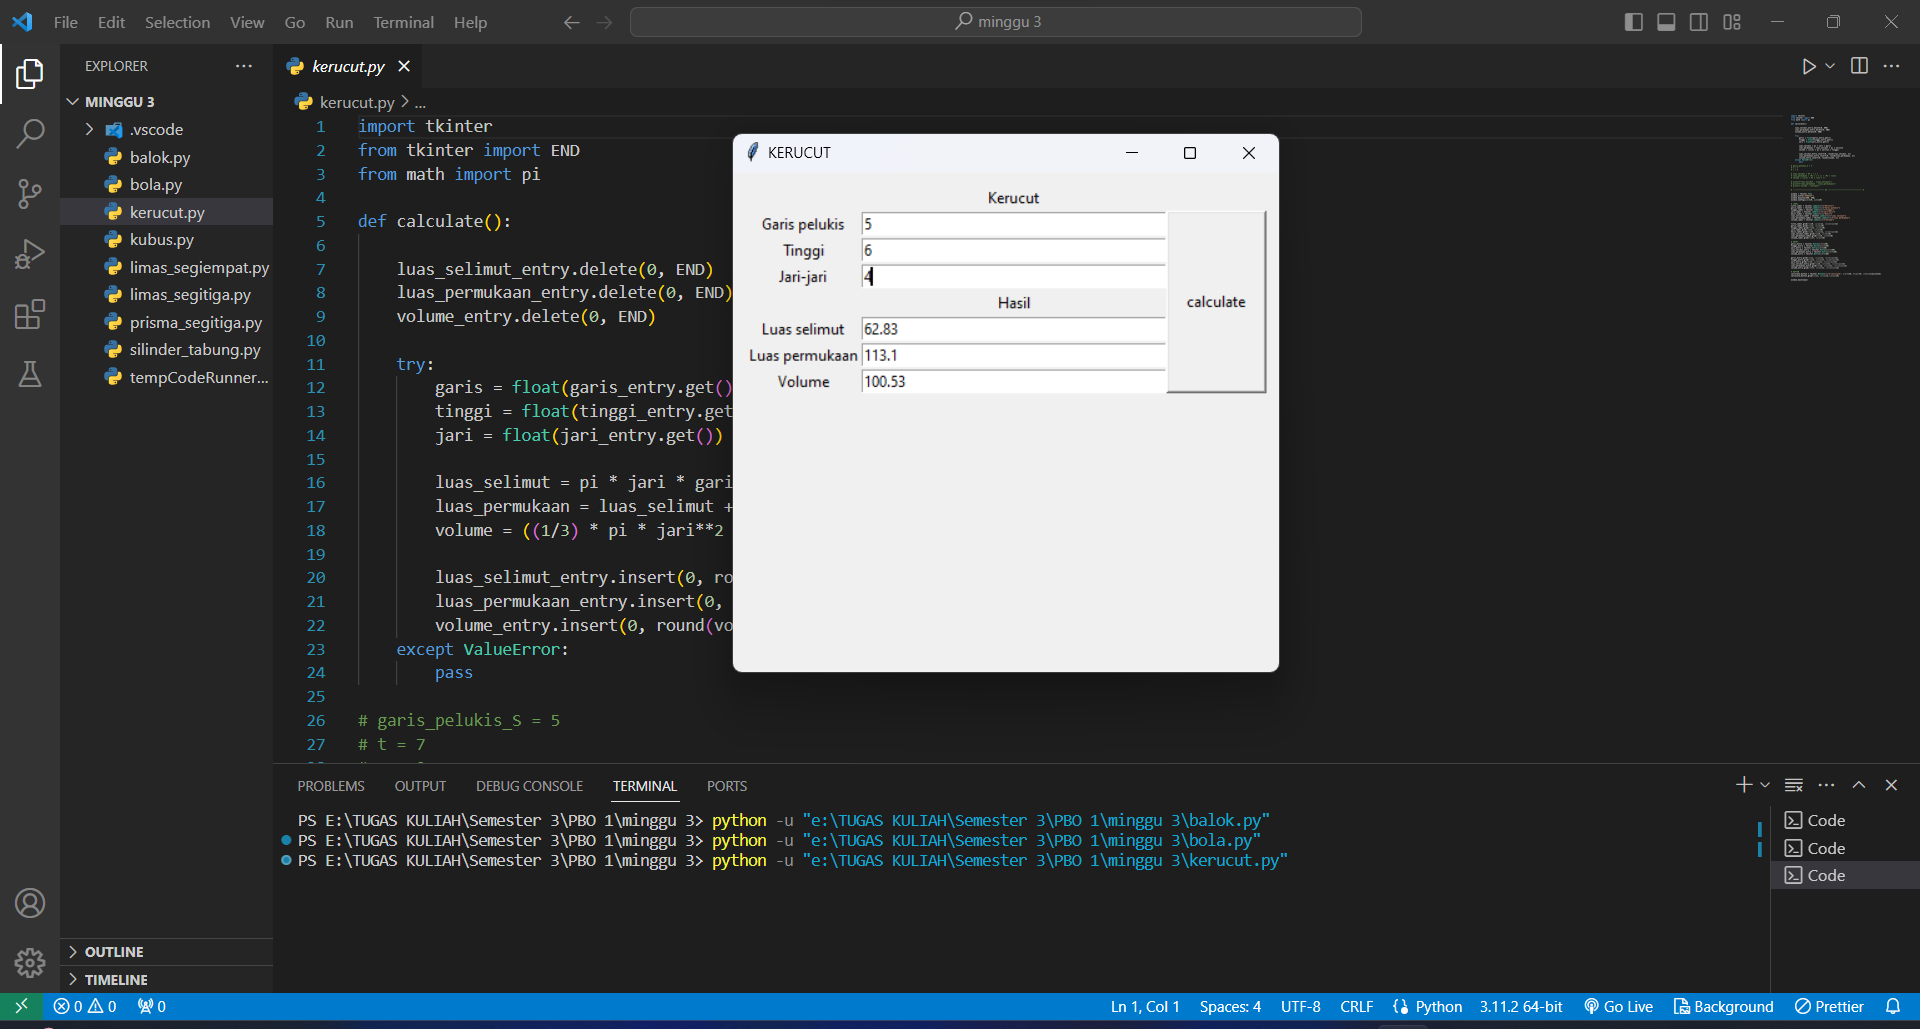 File Edit Selection View Go Run Terminal Help
minggu 3
EXPLORER
MINGGU 3
.vscode
balok.py
bola.py
kerucut.py
kubus.py
limas_segiempat.py
limas_segitiga.py
prisma_segitiga.py
silinder_tabung.py
tempCodeRunner...
OUTLINE
TIMELINE
kerucut.py
kerucut.py > ...
1 import tkinter
2 from tkinter import END
3 from math import pi
4
5 def calculate():
6
7 luas_selimut_entry.delete(0, END)
8 luas_permukaan_entry.delete(0, END)
9 volume_entry.delete(0, END)
10
11 try:
12 garis = float(garis_entry.get()
13 tinggi = float(tinggi_entry.get
14 jari = float(jari_entry.get())
15
16 luas_selimut = pi * jari * gari
17 luas_permukaan = luas_selimut +
18 volume = ((1/3) * pi * jari**2
19
20 luas_selimut_entry.insert(0, ro
21 luas_permukaan_entry.insert(0,
22 volume_entry.insert(0, round(vo
23 except ValueError:
24 pass
25
26 # garis_pelukis_S = 5
27 # t = 7
KERUCUT
Kerucut
Garis pelukis 5
Tinggi 6
Jari-jari 4
Hasil
calculate
Luas selimut 62.83
Luas permukaan 113.1
Volume 100.53
PROBLEMS OUTPUT DEBUG CONSOLE TERMINAL PORTS
PS E:\TUGAS KULIAH\Semester 3\PBO 1\minggu 3> python -u "e:\TUGAS KULIAH\Semester 3\PBO 1\minggu 3\balok.py"
PS E:\TUGAS KULIAH\Semester 3\PBO 1\minggu 3> python -u "e:\TUGAS KULIAH\Semester 3\PBO 1\minggu 3\bola.py"
PS E:\TUGAS KULIAH\Semester 3\PBO 1\minggu 3> python -u "e:\TUGAS KULIAH\Semester 3\PBO 1\minggu 3\kerucut.py"
Code
Code
Code
0 0 0 Ln 1, Col 1 Spaces: 4 UTF-8 CRLF Python 3.11.2 64-bit Go Live Background Prettier